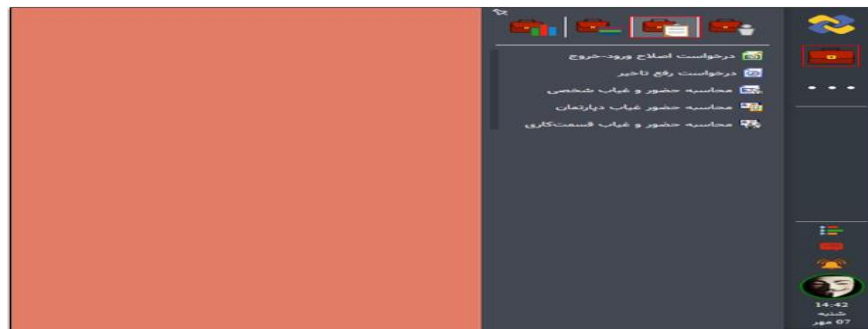 درخواست اصلاح ورود-خروج
درخواست رفع تاخیر
محاسبه حضور و غیاب شخصی
محاسبه حضور غیاب دپارتمان
محاسبه حضور و غیاب قسمت‌کاری
14:42
شنبه
07 مهر